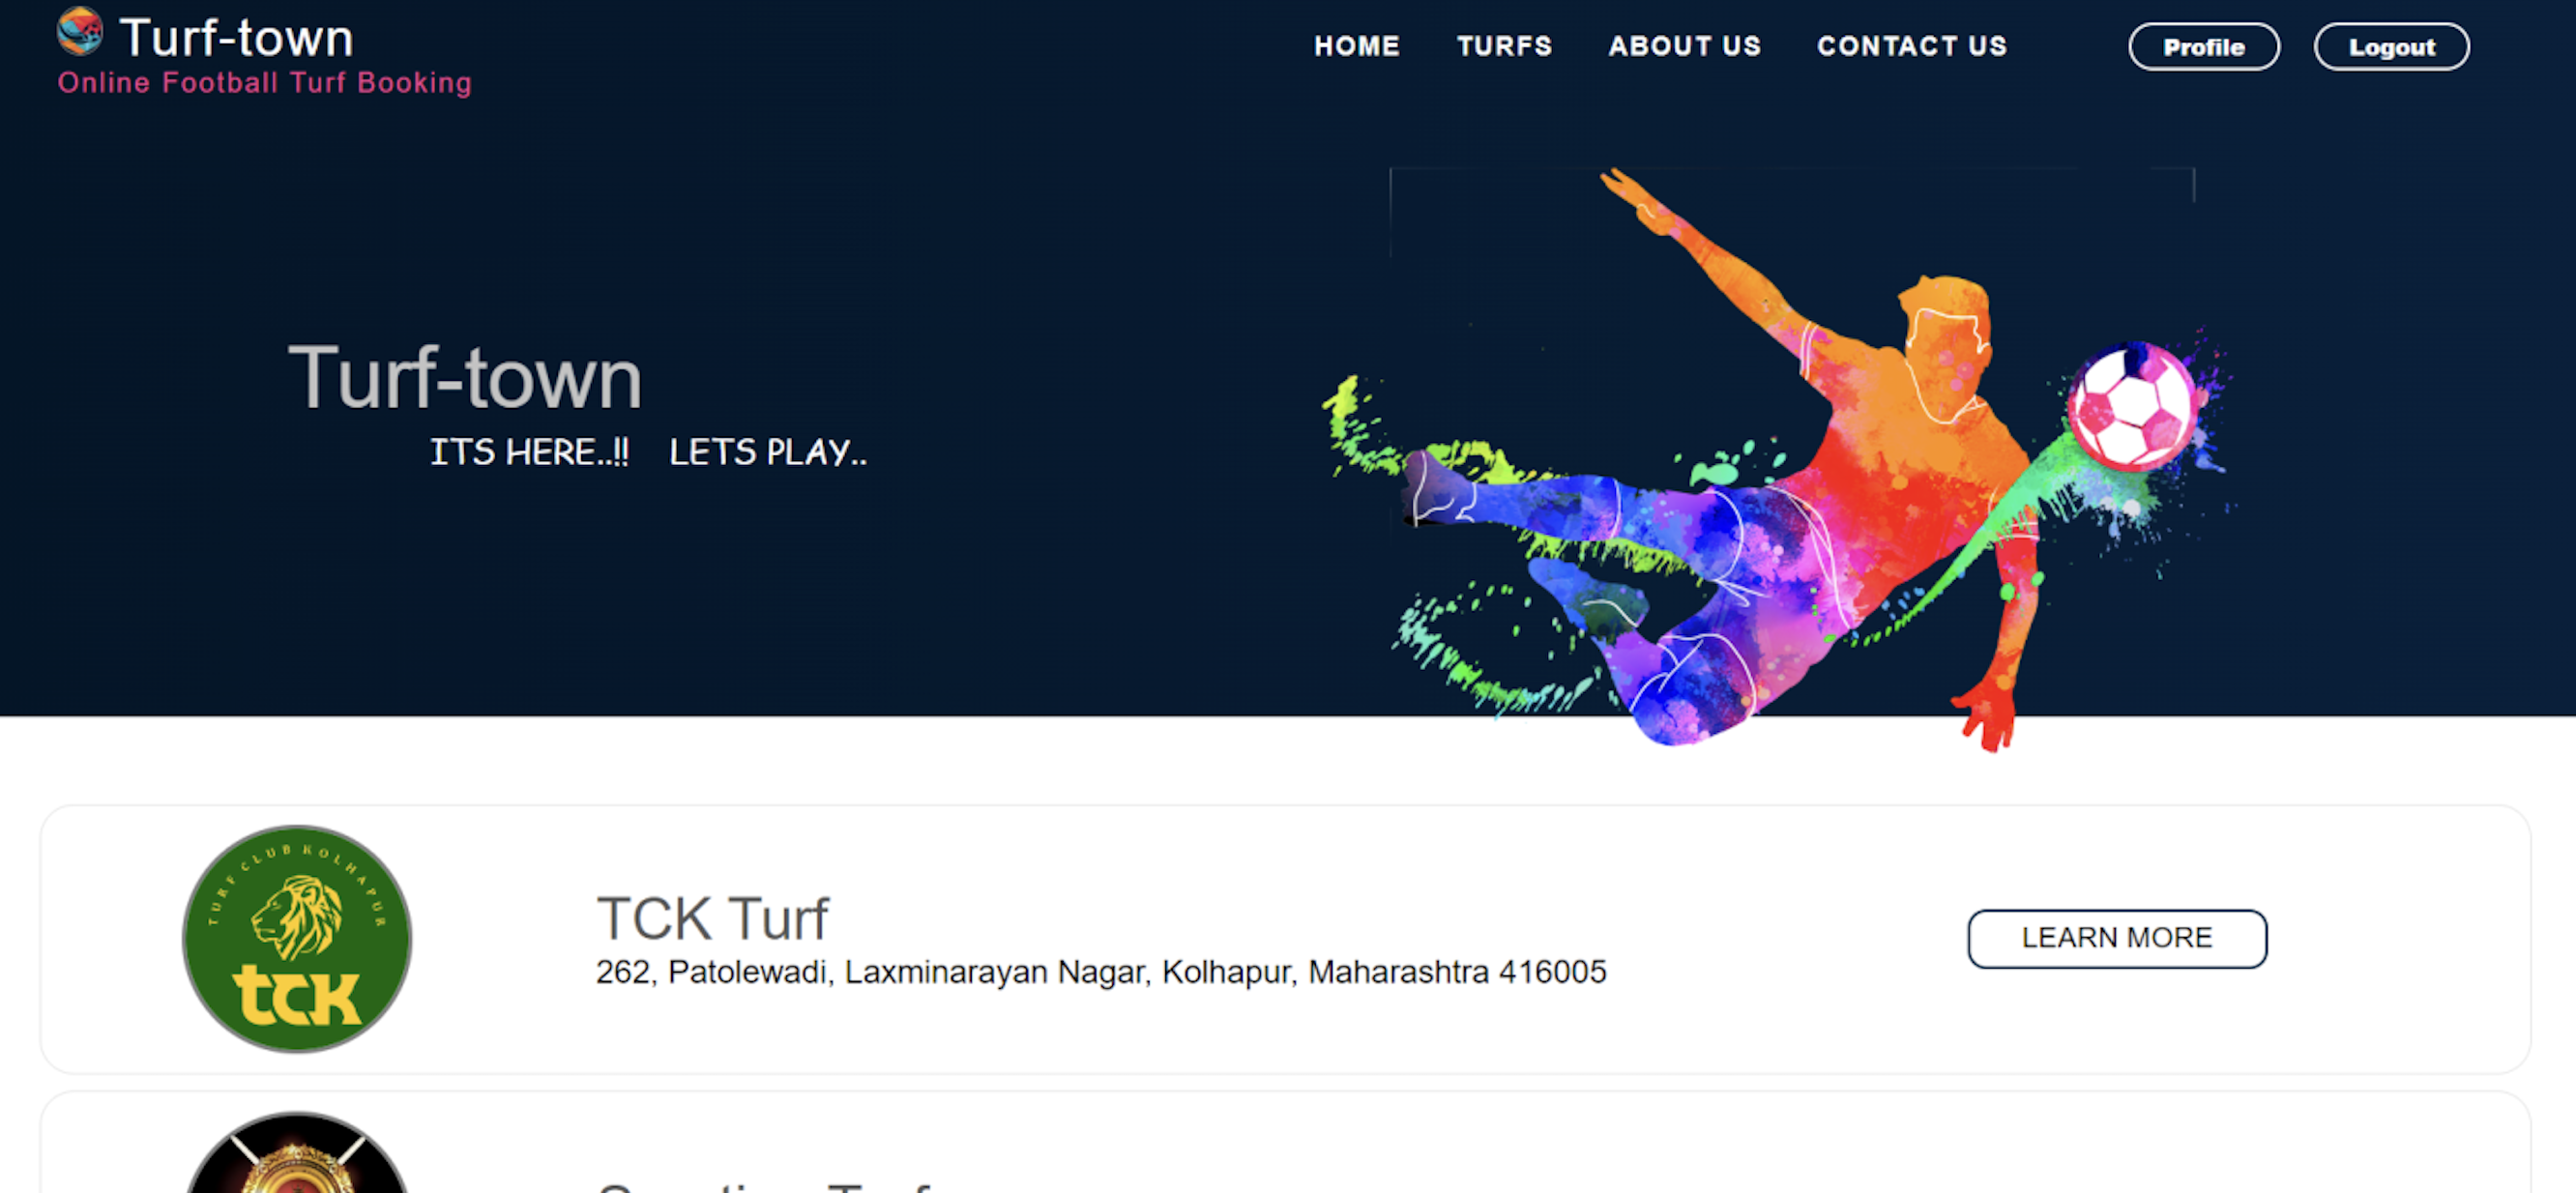 Turf-town
Online Football Turf Booking
HOME TURFS ABOUT US CONTACT US Profile Logout
Turf-town
ITS HERE..!! LETS PLAY..
TURF CLUB KOLHAPUR
tck
TCK Turf
262, Patolewadi, Laxminarayan Nagar, Kolhapur, Maharashtra 416005
LEARN MORE